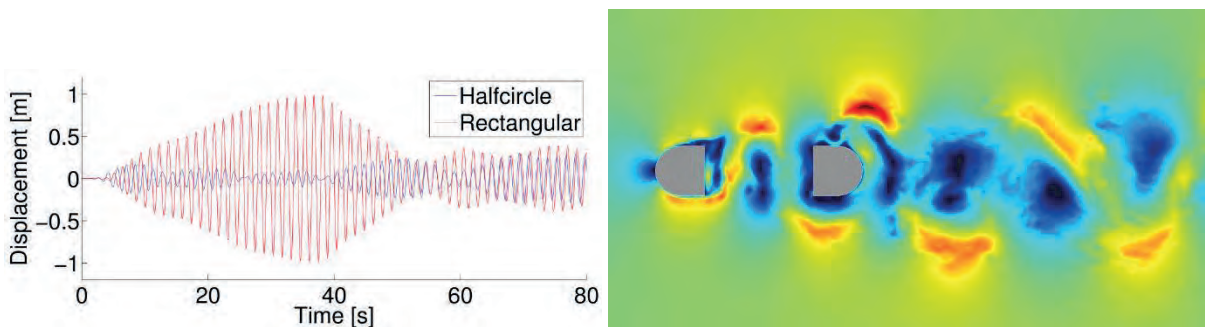 Displacement [m]
1
0.5
0
−0.5
−1
Halfcircle
Rectangular
0 20 40 60 80
Time [s]